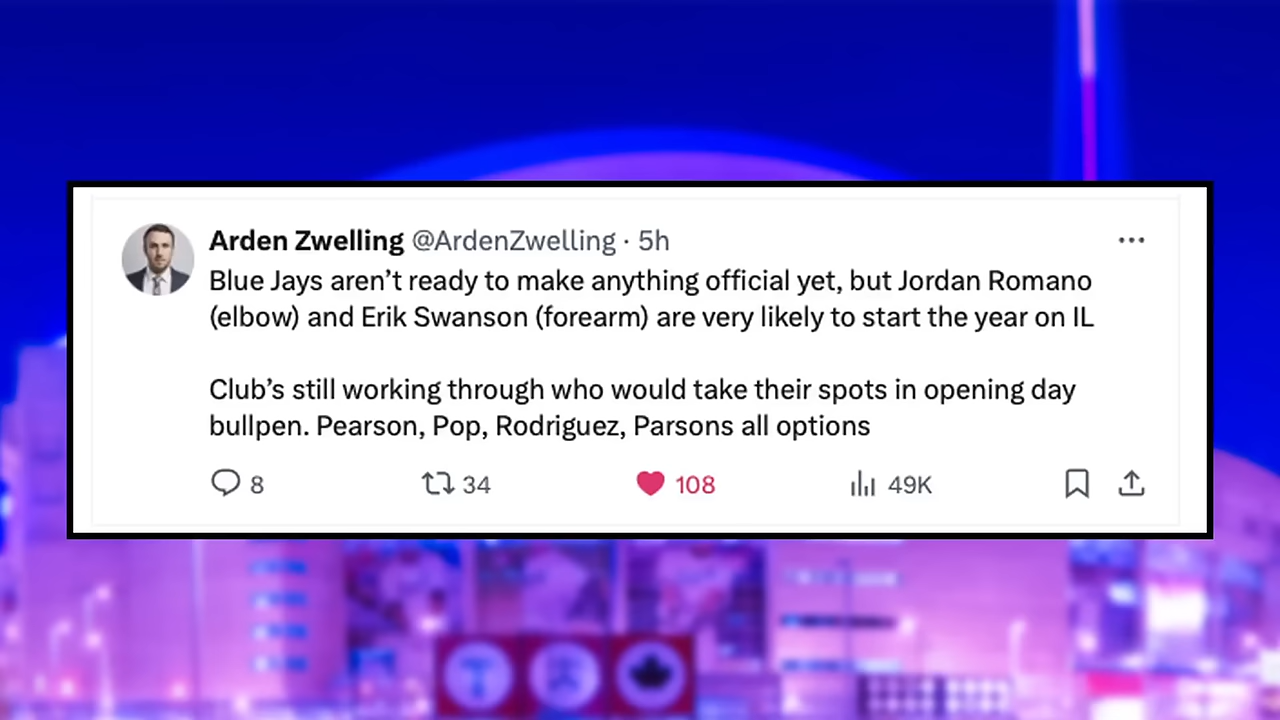 Arden Zwelling @ArdenZwelling · 5h
Blue Jays aren’t ready to make anything official yet, but Jordan Romano
(elbow) and Erik Swanson (forearm) are very likely to start the year on IL
Club’s still working through who would take their spots in opening day
bullpen. Pearson, Pop, Rodriguez, Parsons all options
8 34 108 49K